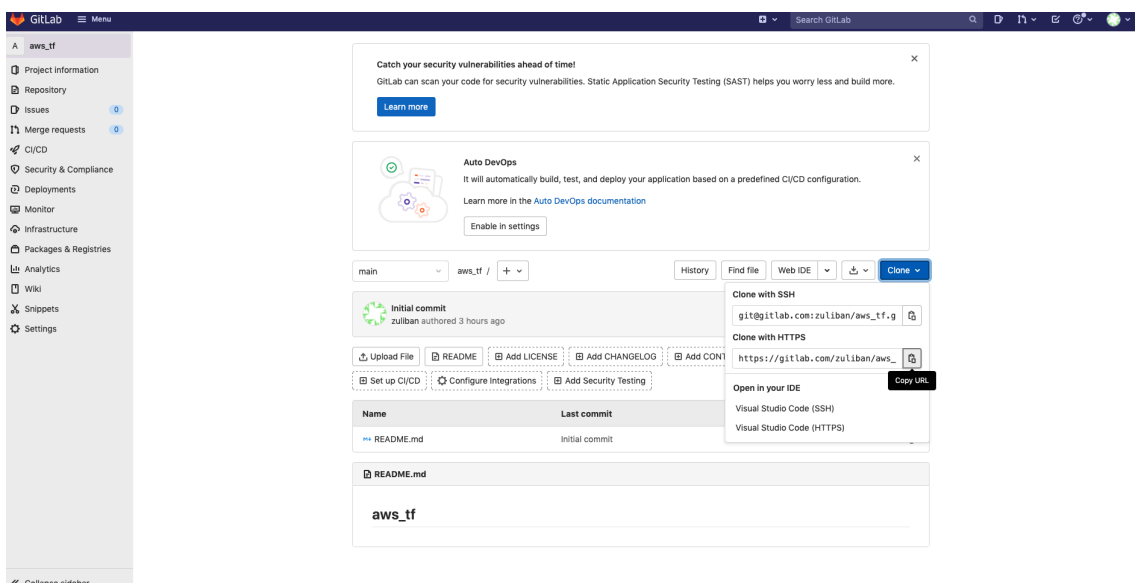 GitLab Menu Search GitLab
A aws_tf
Project information
Repository
Issues 0
Merge requests 0
CI/CD
Security & Compliance
Deployments
Monitor
Infrastructure
Packages & Registries
Analytics
Wiki
Snippets
Settings
Collapse sidebar
Catch your security vulnerabilities ahead of time!
GitLab can scan your code for security vulnerabilities. Static Application Security Testing (SAST) helps you worry less and build more.
Learn more
Auto DevOps
It will automatically build, test, and deploy your application based on a predefined CI/CD configuration.
Learn more in the Auto DevOps documentation
Enable in settings
main aws_tf / + History Find file Web IDE Clone
Initial commit
zuliban authored 3 hours ago
Clone with SSH
git@gitlab.com:zuliban/aws_tf.g
Clone with HTTPS
https://gitlab.com/zuliban/aws_
Copy URL
Open in your IDE
Visual Studio Code (SSH)
Visual Studio Code (HTTPS)
Upload File README Add LICENSE Add CHANGELOG Add CONT
Set up CI/CD Configure Integrations Add Security Testing
Name Last commit
README.md Initial commit
README.md
aws_tf